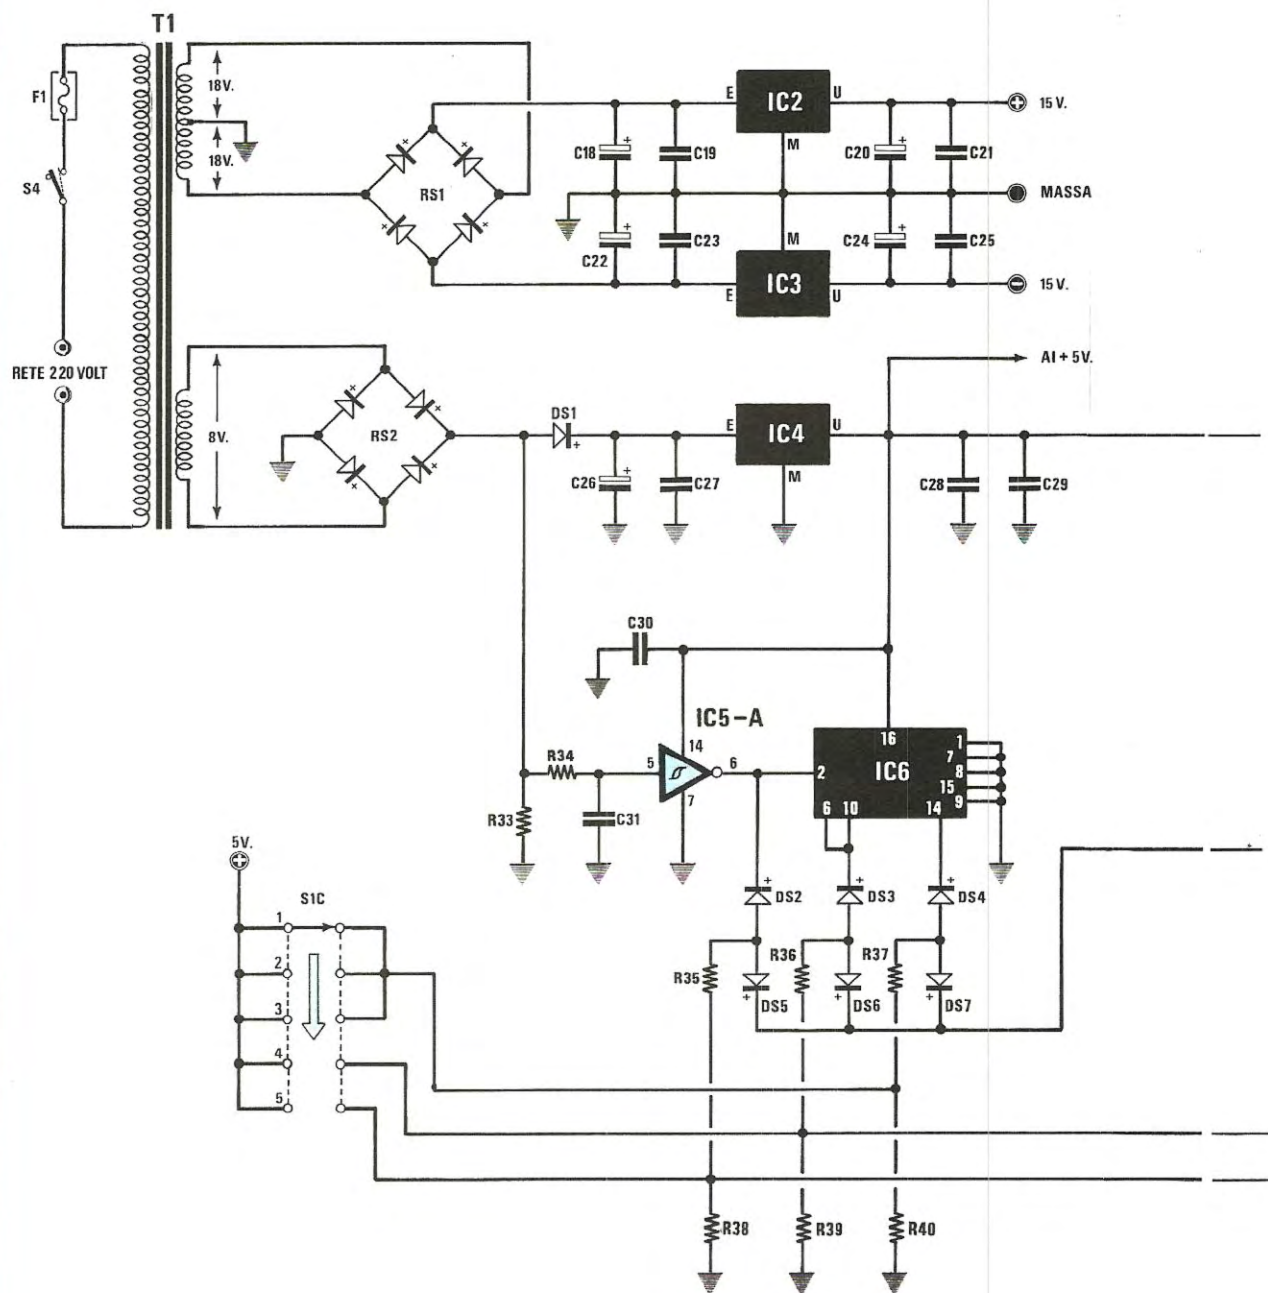 T1
F1
18V.
18V.
S4
RETE 220 VOLT
RS1
E
IC2
U
M
15 V.
C18
+
C19
C20
+
C21
MASSA
C22
+
C23
M
C24
+
C25
E
IC3
U
15 V.
AI + 5V.
8V.
RS2
DS1
+
E
IC4
U
M
C26
+
C27
C28
C29
C30
IC5-A
14
5
6
7
R34
R33
C31
16
2
IC6
1
7
8
15
9
6
10
14
5V.
S1C
1
2
3
4
5
+
DS2
+
DS3
+
DS4
R35
R36
R37
+
DS5
+
DS6
+
DS7
R38
R39
R40